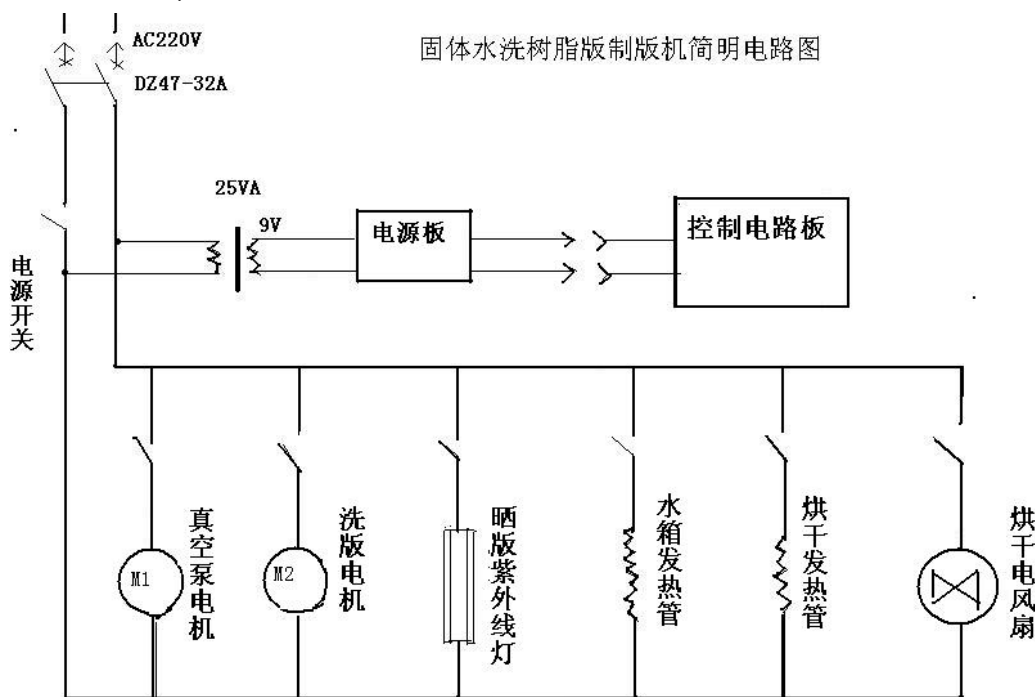 AC220V
固体水洗树脂版制版机简明电路图
DZ47-32A
25VA
9V
电源板
控制电路板
电源开关
M1
真空泵电机
M2
洗版电机
晒版紫外线灯
水箱发热管
烘干发热管
烘干电风扇